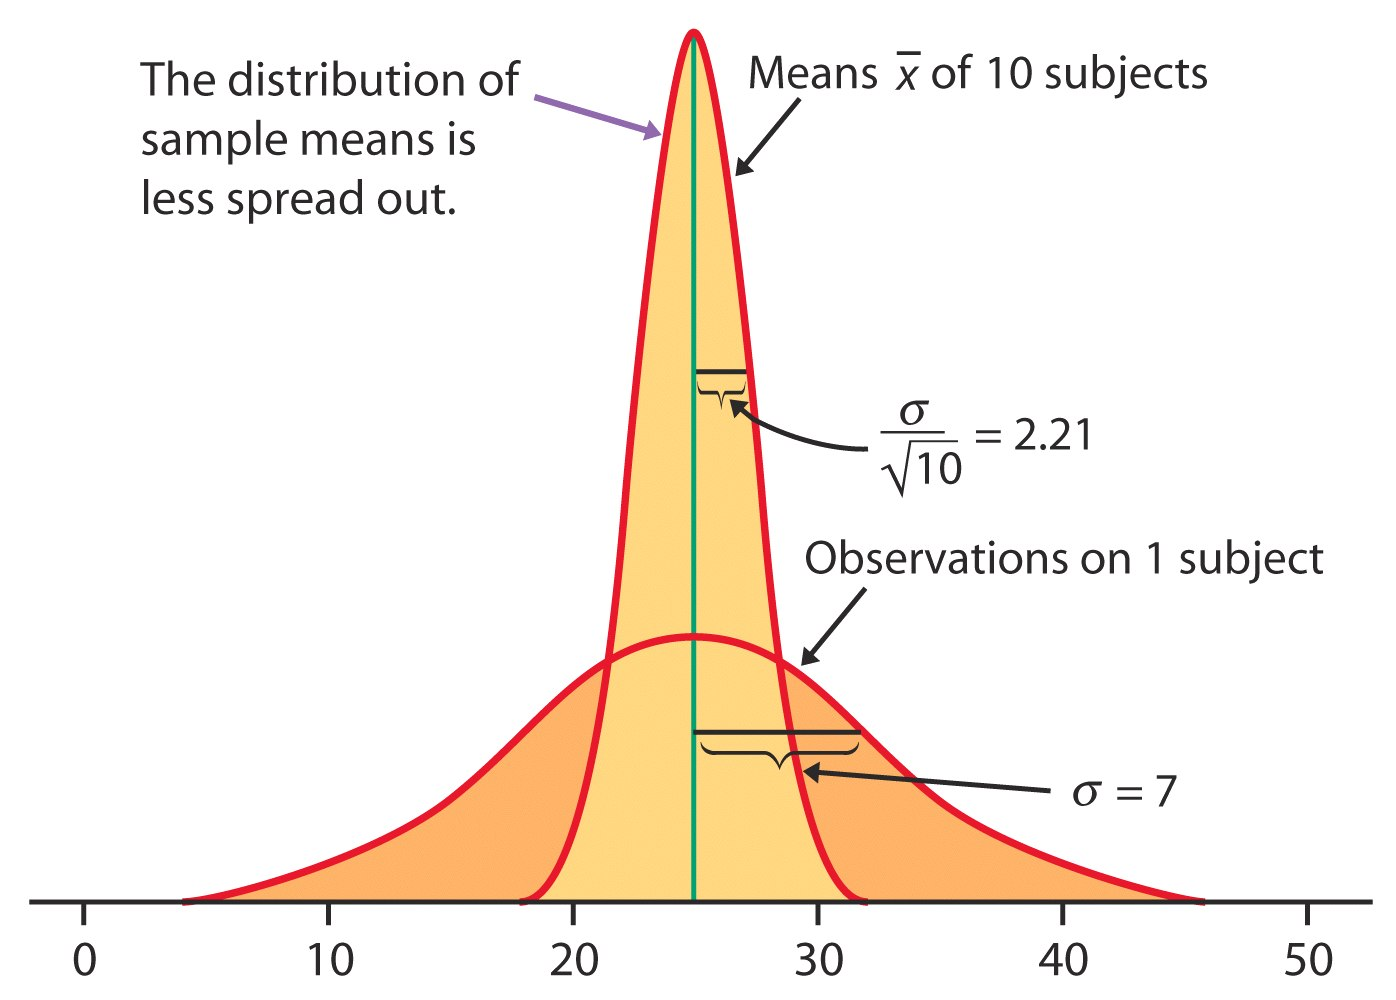 The distribution of
sample means is
less spread out.
Means x̅ of 10 subjects
σ/√10 = 2.21
Observations on 1 subject
σ = 7
0 10 20 30 40 50